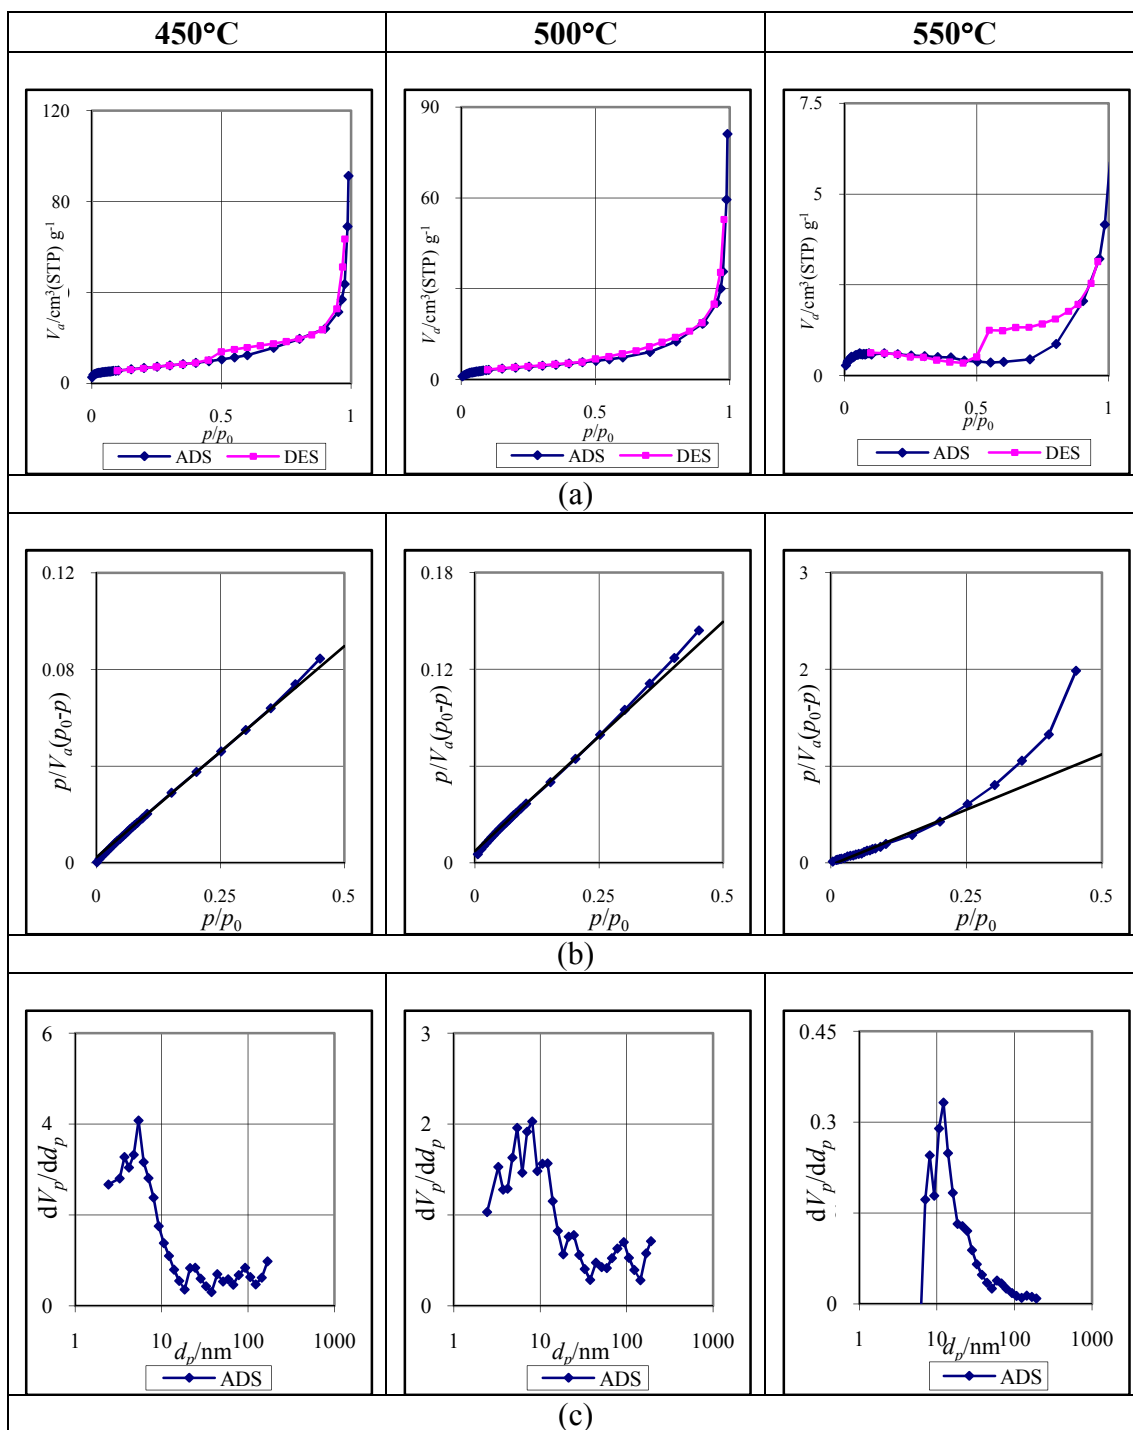 450°C 500°C 550°C
120
80
0
0 0.5 1
Vₐ/cm³(STP) g⁻¹
p/p₀
ADS DES
90
60
0
0 0.5 1
Vₐ/cm³(STP) g⁻¹
p/p₀
ADS DES
7.5
5
0
0 0.5 1
Vₐ/cm³(STP) g⁻¹
p/p₀
ADS DES
(a)
0.12
0.08
0
0 0.25 0.5
p/Vₐ(p₀-p)
p/p₀
0.18
0.12
0
0 0.25 0.5
p/Vₐ(p₀-p)
p/p₀
3
2
0
0 0.25 0.5
p/Vₐ(p₀-p)
p/p₀
(b)
6
4
2
0
1 10 100 1000
dVₚ/ddₚ
dₚ/nm
ADS
3
2
0
1 10 100 1000
dVₚ/ddₚ
dₚ/nm
ADS
0.45
0.3
0
1 10 100 1000
dVₚ/ddₚ
dₚ/nm
ADS
(c)